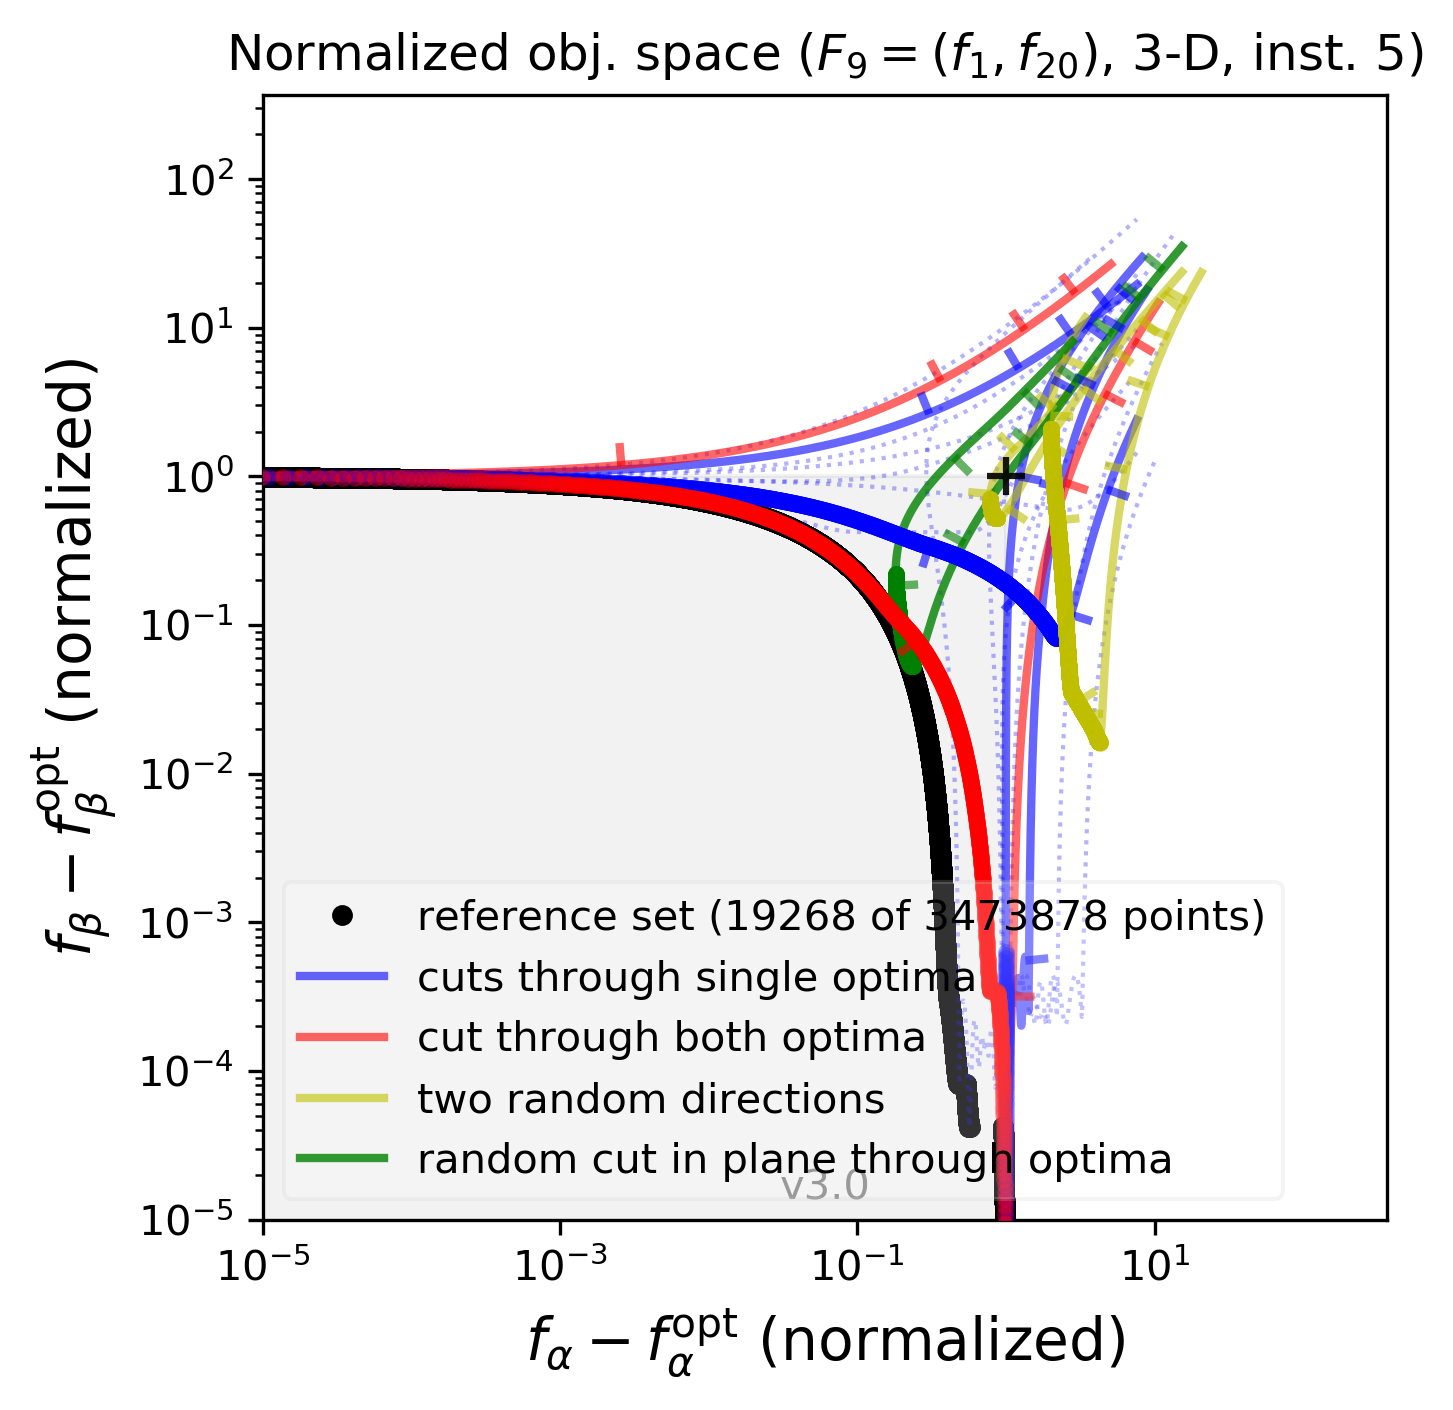 Normalized obj. space (F₉ = (f₁, f₂₀), 3-D, inst. 5)
10²
10¹
10⁰
10⁻¹
10⁻²
10⁻³
10⁻⁴
10⁻⁵
f_β − f_β^opt (normalized)
reference set (19268 of 3473878 points)
cuts through single optima
cut through both optima
two random directions
random cut in plane through optima
v3.0
10⁻⁵ 10⁻³ 10⁻¹ 10¹
f_α − f_α^opt (normalized)